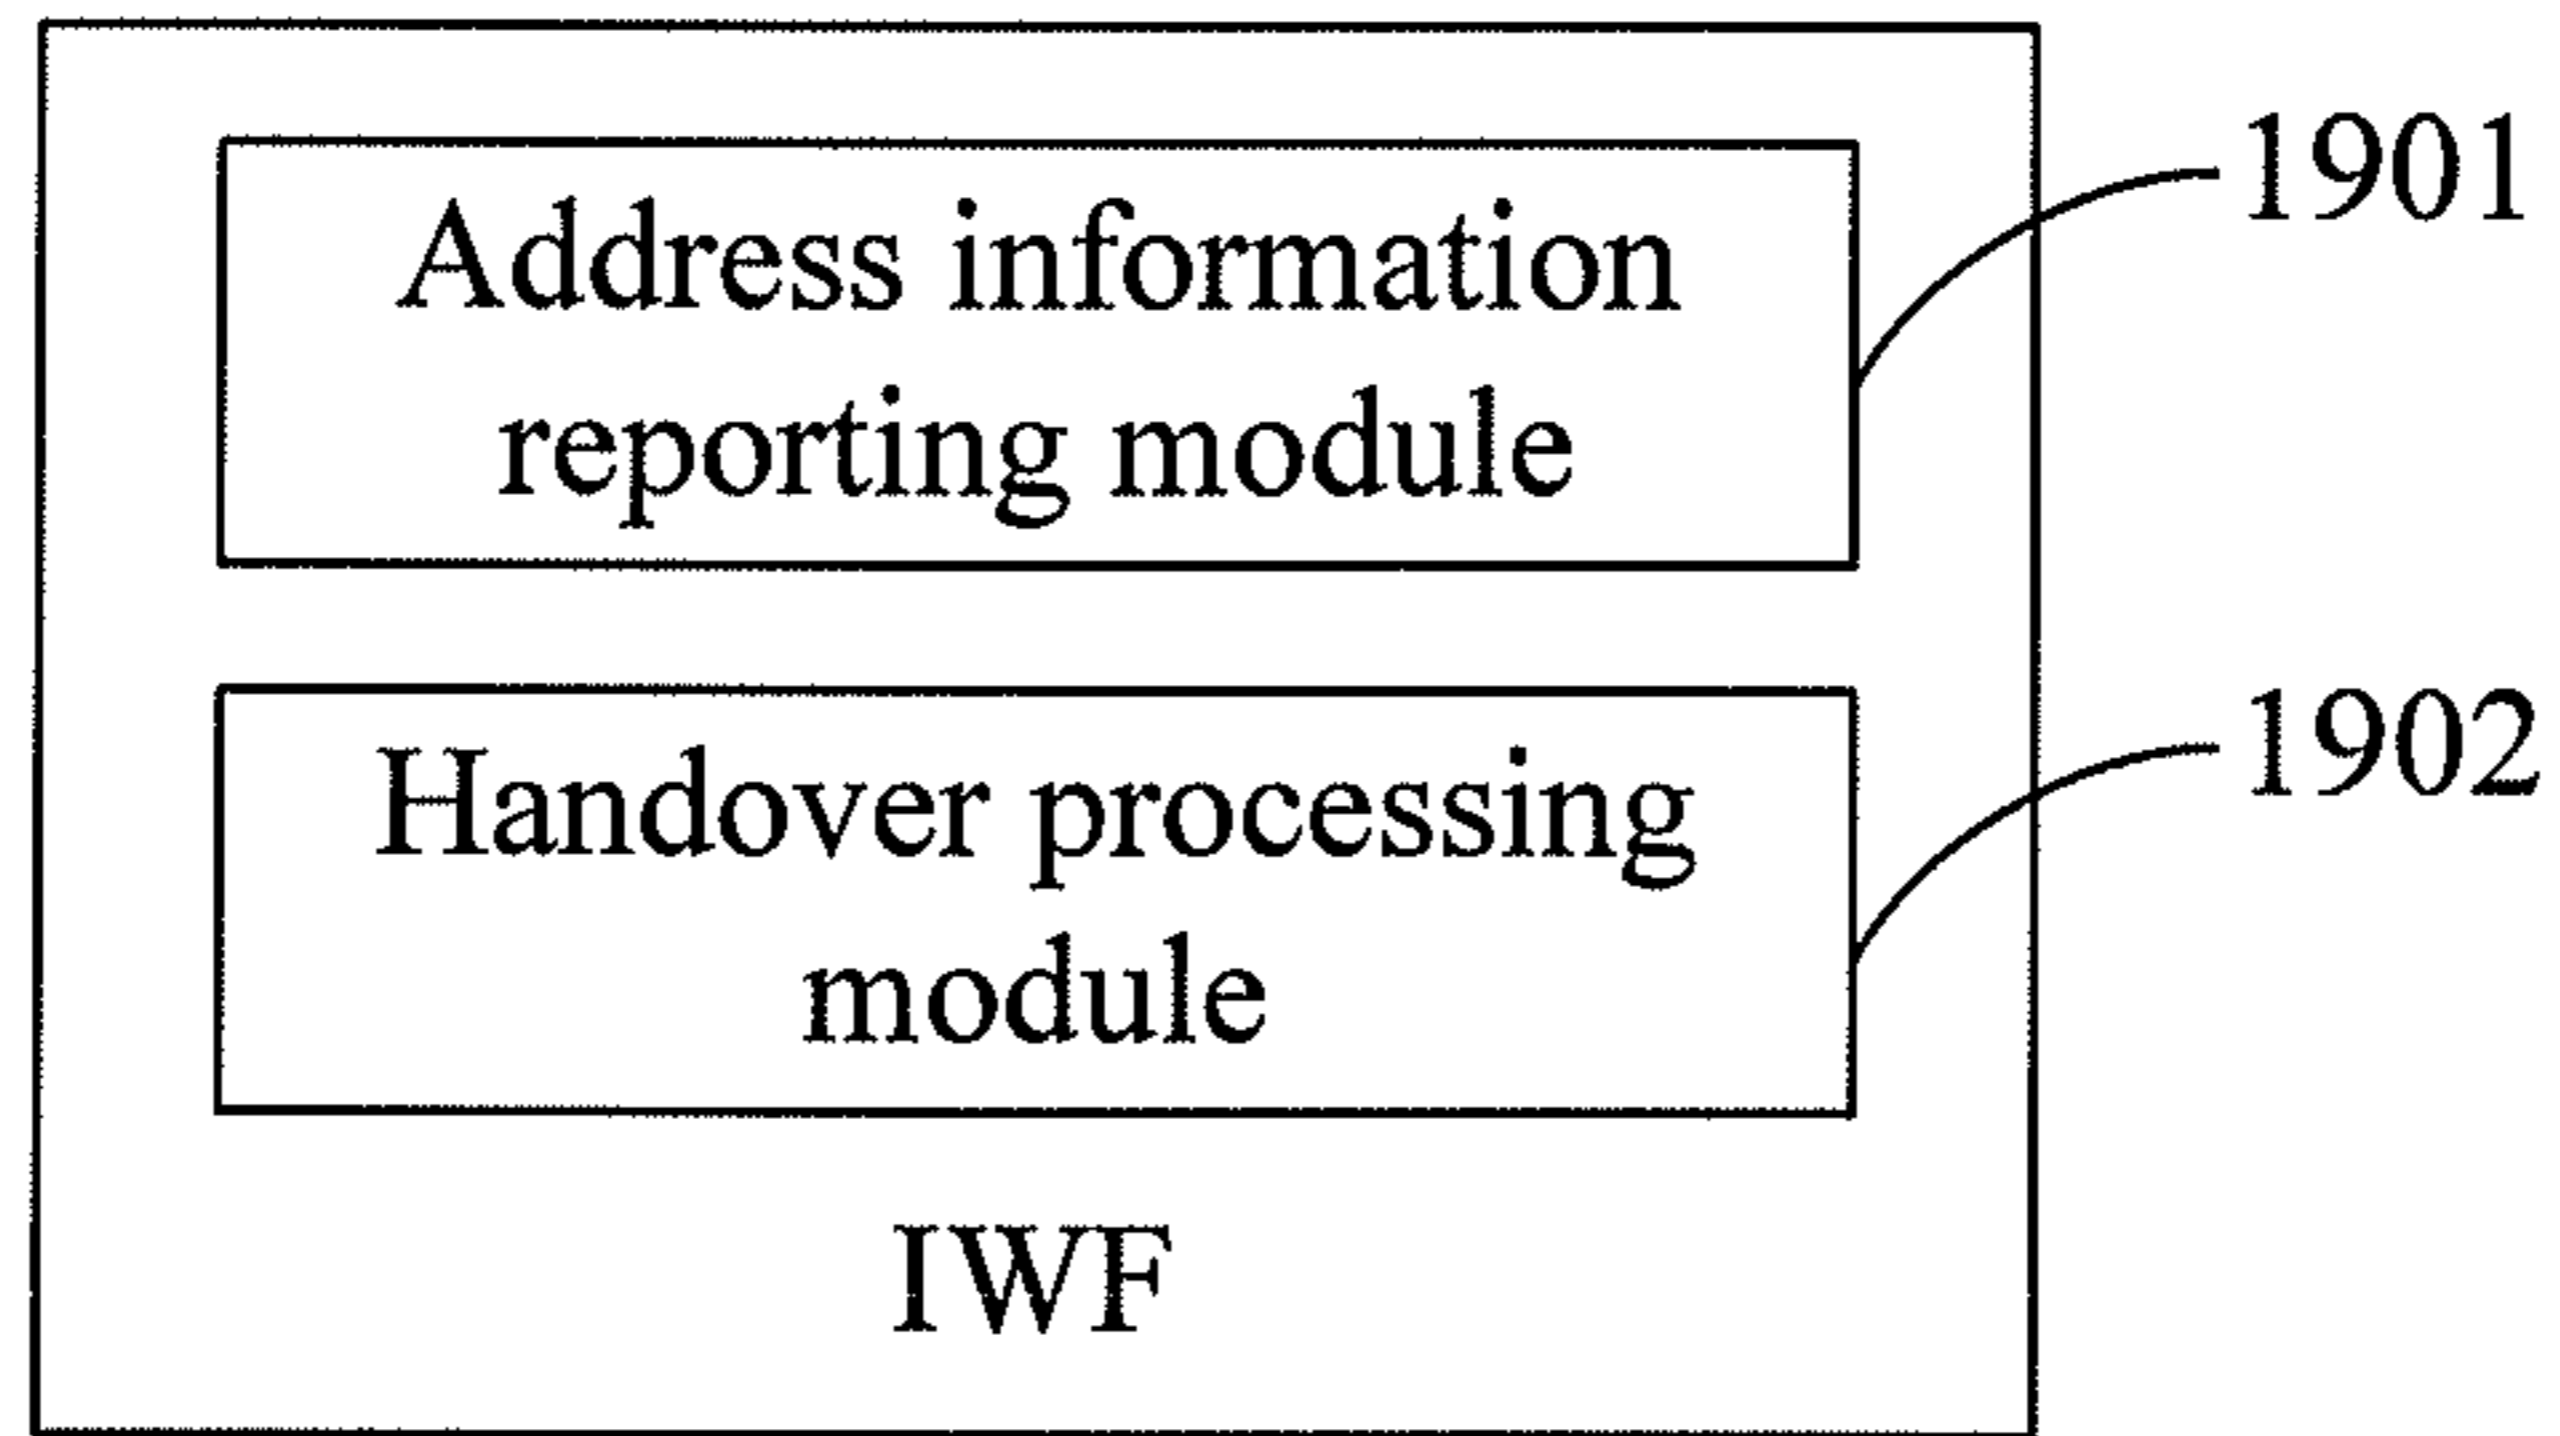 Address information
reporting module
1901
Handover processing
module
1902
IWF